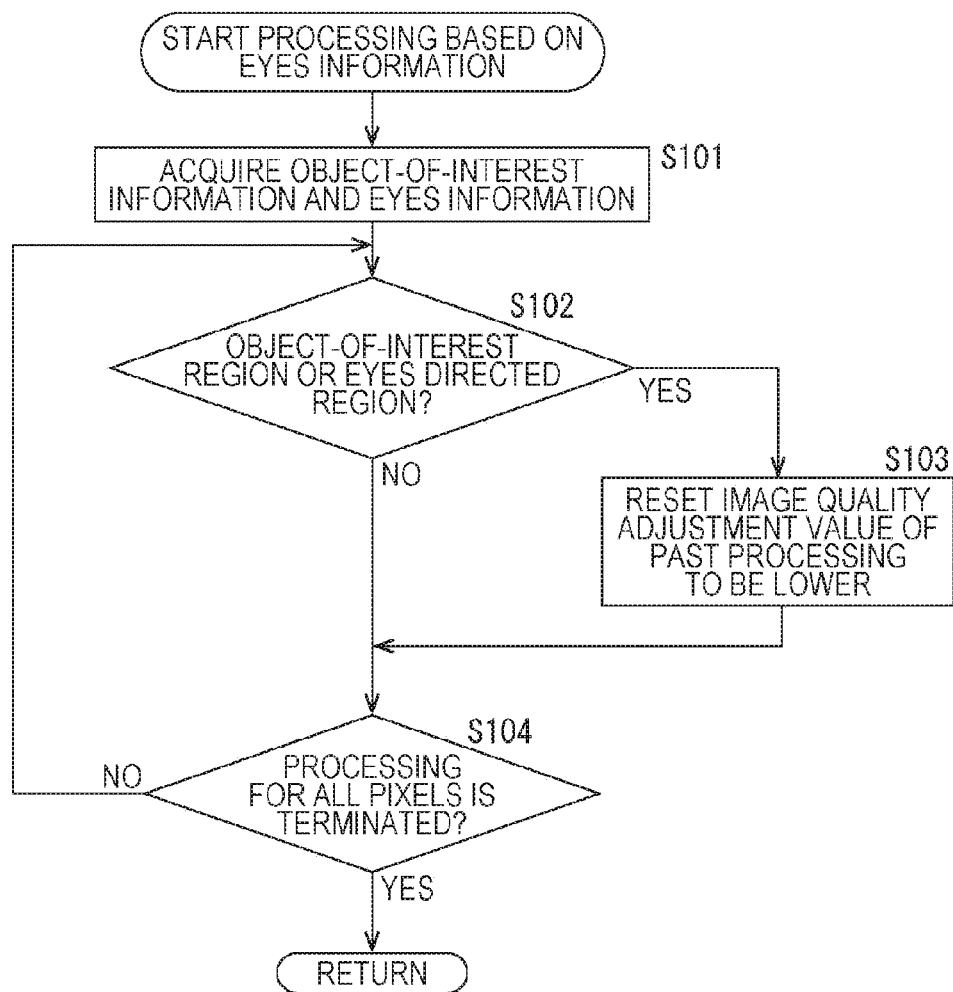 START PROCESSING BASED ON
EYES INFORMATION
S101
ACQUIRE OBJECT-OF-INTEREST
INFORMATION AND EYES INFORMATION
S102
OBJECT-OF-INTEREST
REGION OR EYES DIRECTED
REGION?
YES
NO
S103
RESET IMAGE QUALITY
ADJUSTMENT VALUE OF
PAST PROCESSING
TO BE LOWER
S104
NO
PROCESSING
FOR ALL PIXELS IS
TERMINATED?
YES
RETURN